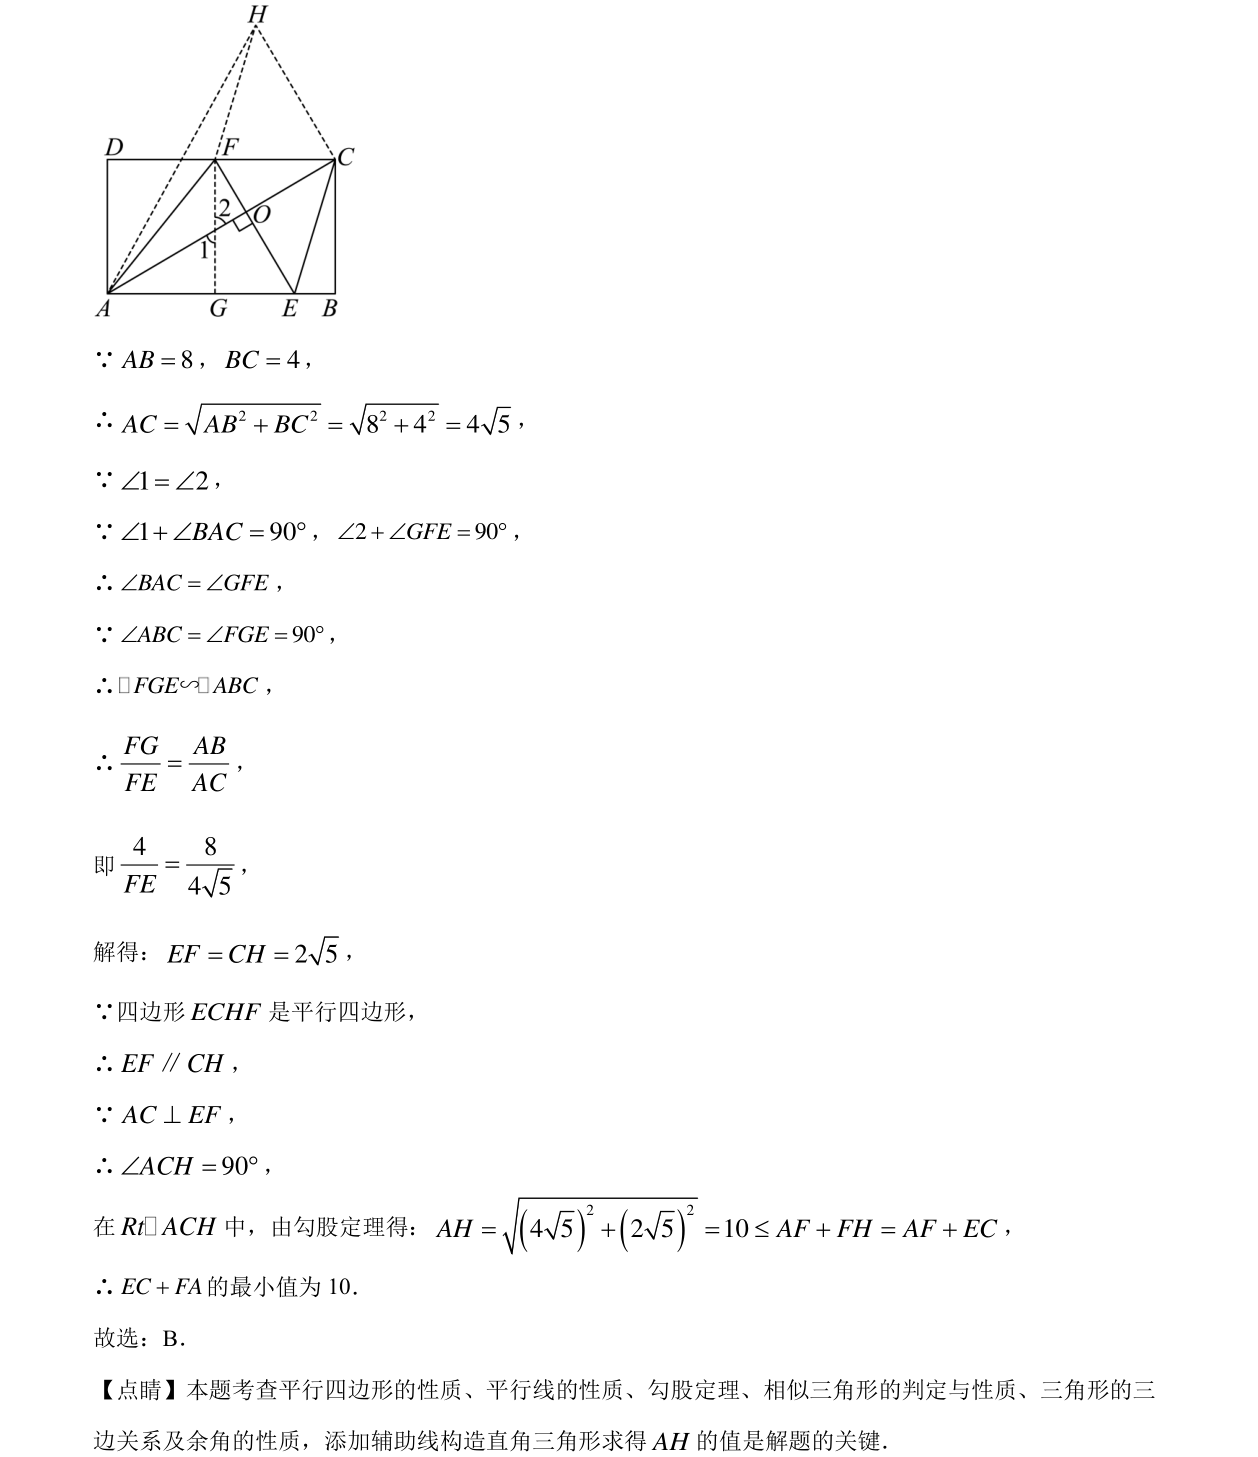 H
D F C
2 O
1
A G E B
∵ AB = 8， BC = 4，
∴ AC = √(AB² + BC²) = √(8² + 4²) = 4√5，
∵ ∠1 = ∠2，
∵ ∠1 + ∠BAC = 90°， ∠2 + ∠GFE = 90°，
∴ ∠BAC = ∠GFE，
∵ ∠ABC = ∠FGE = 90°，
∴ □FGE∽□ABC，
∴ FG/FE = AB/AC，
即 4/FE = 8/(4√5)，
解得： EF = CH = 2√5，
∵四边形 ECHF 是平行四边形，
∴ EF // CH，
∵ AC ⊥ EF，
∴ ∠ACH = 90°，
在 Rt□ACH 中，由勾股定理得： AH = √((4√5)² + (2√5)²) = 10 ≤ AF + FH = AF + EC，
∴ EC + FA 的最小值为 10．
故选：B．
【点睛】本题考查平行四边形的性质、平行线的性质、勾股定理、相似三角形的判定与性质、三角形的三
边关系及余角的性质，添加辅助线构造直角三角形求得 AH 的值是解题的关键．